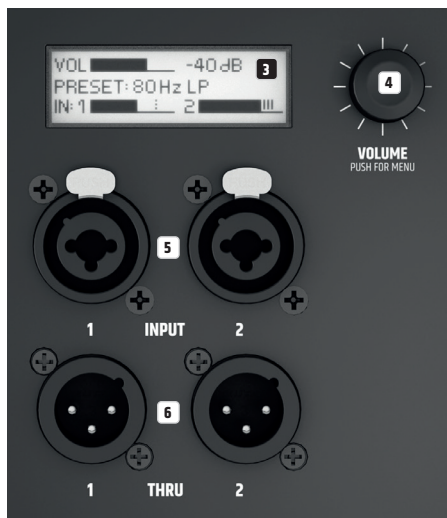 VOL -40dB 3
PRESET: 80Hz LP
IN: 1 2
4
VOLUME
PUSH FOR MENU
5
1 INPUT 2
6
1 THRU 2